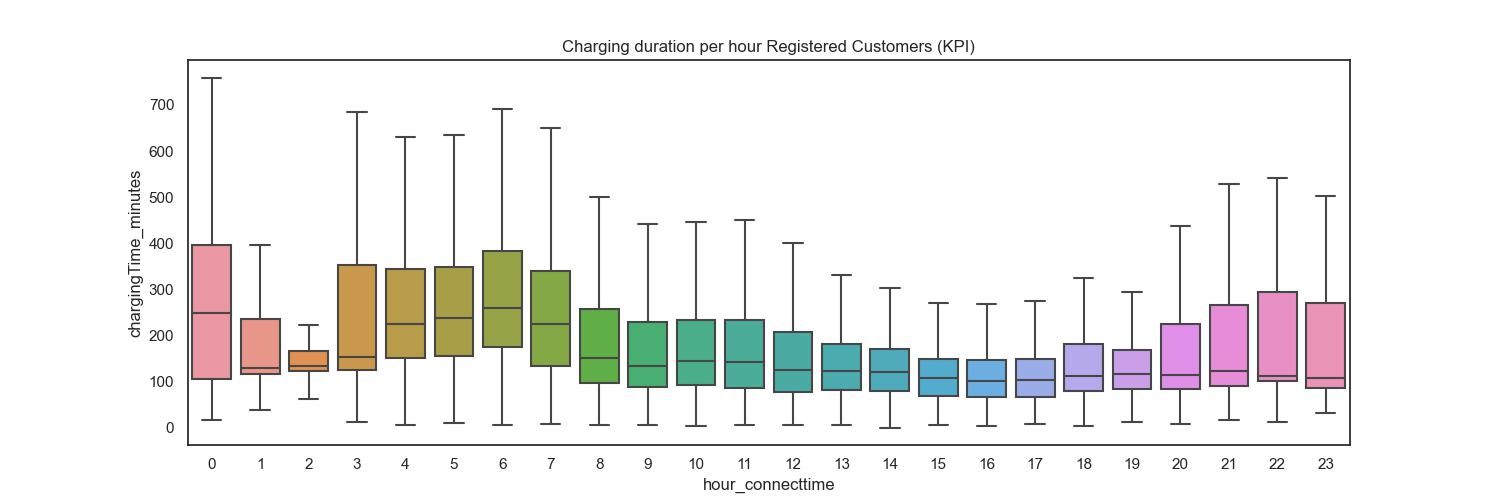 Charging duration per hour Registered Customers (KPI)
chargingTime_minutes
700
600
500
400
300
200
100
0
0 1 2 3 4 5 6 7 8 9 10 11 12 13 14 15 16 17 18 19 20 21 22 23
hour_connecttime